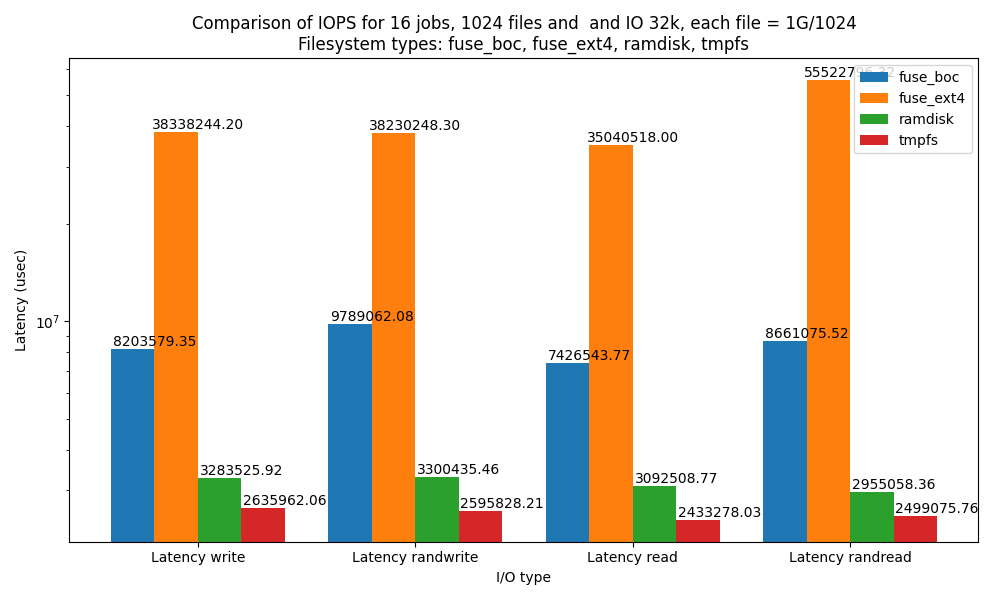 Comparison of IOPS for 16 jobs, 1024 files and  and IO 32k, each file = 1G/1024
Filesystem types: fuse_boc, fuse_ext4, ramdisk, tmpfs
55522796.32
fuse_boc
fuse_ext4
ramdisk
tmpfs
38338244.20
38230248.30
35040518.00
Latency (usec)
10^7
8203579.35
9789062.08
7426543.77
8661075.52
3283525.92
3300435.46
3092508.77
2955058.36
2635962.06
2595828.21
2433278.03
2499075.76
Latency write
Latency randwrite
Latency read
Latency randread
I/O type